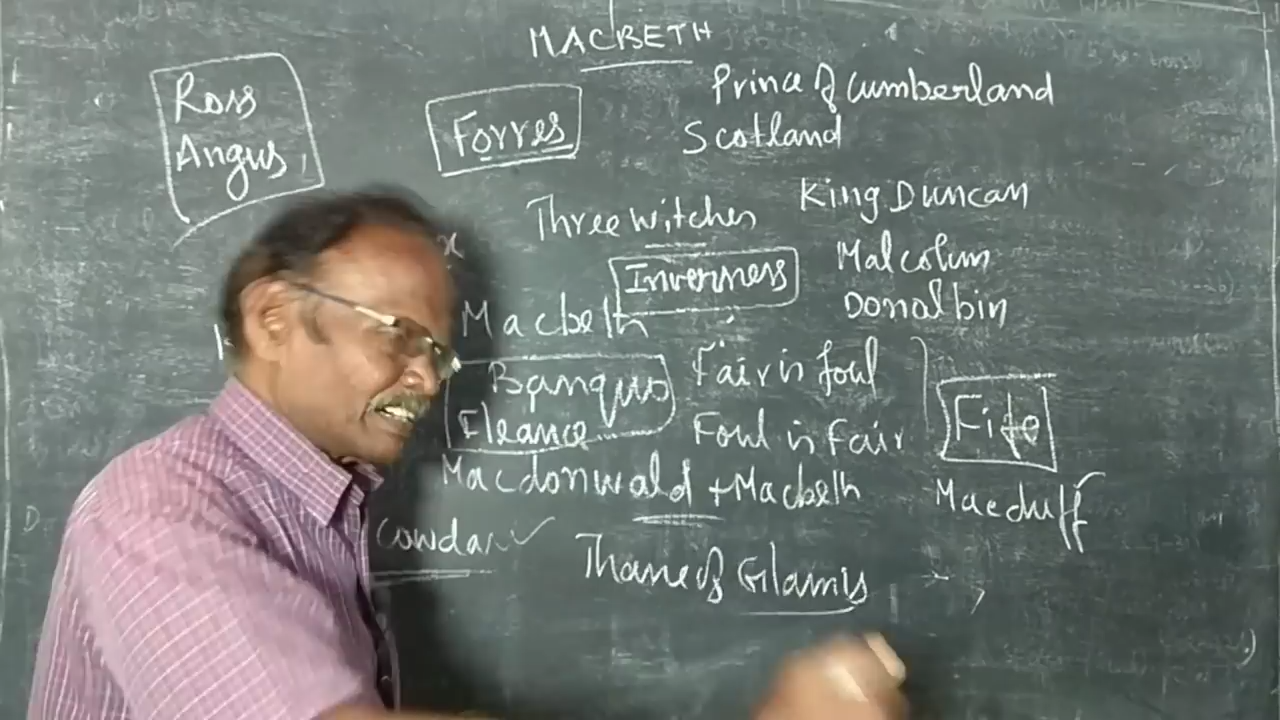 MACBETH
Ross
Angus
Forres
Prince of Cumberland
Scotland
Three witches
King Duncan
Inverness
Malcolm
Donalbin
Macbeth
Banquo
Fleance
Fair is foul
Foul is Fair
Fife
Macdonwald + Macbeth
Macduff
Cowdar
Thane of Glamis